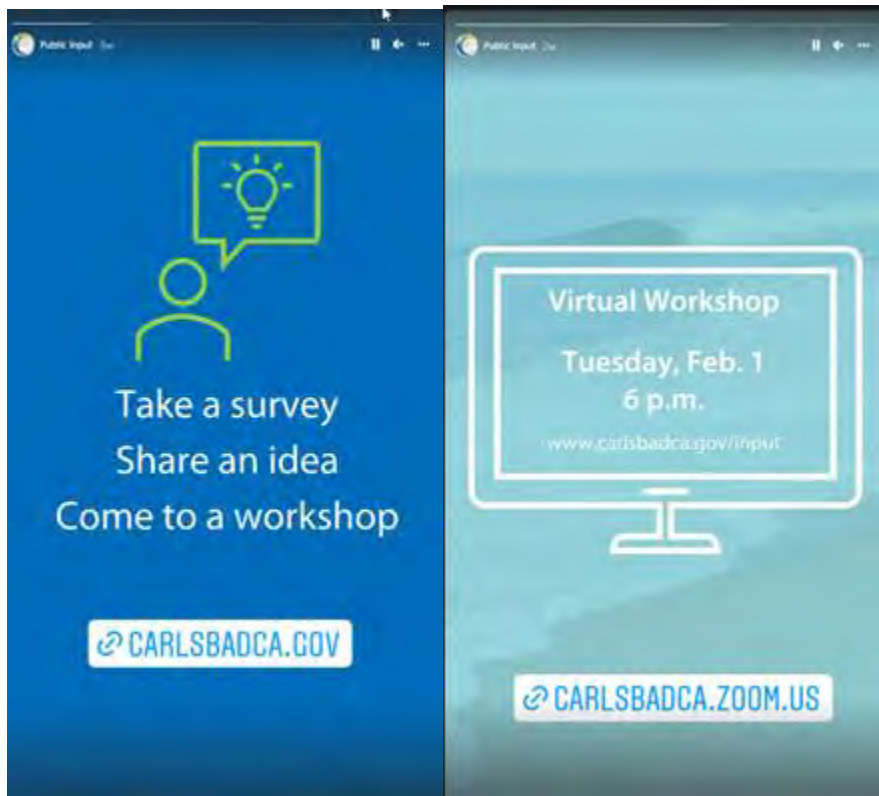 Public Input
Take a survey
Share an idea
Come to a workshop
CARLSBADCA.GOV
Public Input
Virtual Workshop
Tuesday, Feb. 1
6 p.m.
www.carlsbadca.gov/input
CARLSBADCA.ZOOM.US